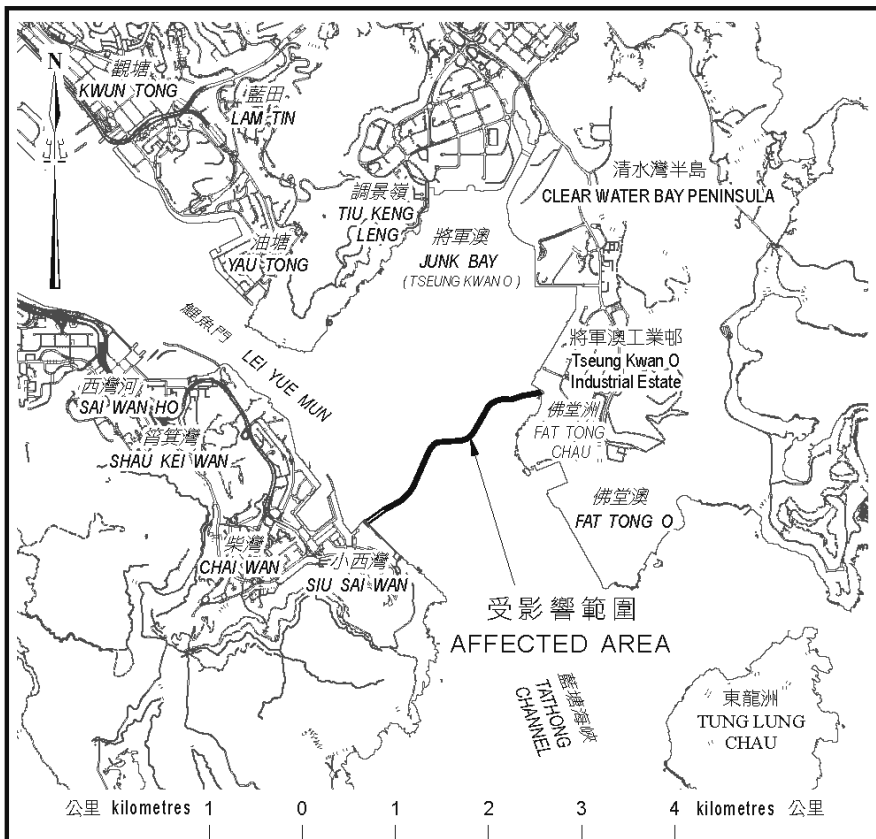 N
觀塘
KWUN TONG
藍田
LAM TIN
清水灣半島
CLEAR WATER BAY PENINSULA
調景嶺
TIU KENG
LENG
油塘
YAU TONG
將軍澳
JUNK BAY
(TSEUNG KWAN O)
鯉魚門
LEI YUE MUN
將軍澳工業邨
Tseung Kwan O
Industrial Estate
西灣河
SAI WAN HO
筲箕灣
SHAU KEI WAN
佛堂洲
FAT TONG
CHAU
佛堂澳
FAT TONG O
柴灣
CHAI WAN
小西灣
SIU SAI WAN
受影響範圍
AFFECTED AREA
藍塘海峽
TATHONG
CHANNEL
東龍洲
TUNG LUNG
CHAU
公里 kilometres 1 0 1 2 3 4 kilometres 公里